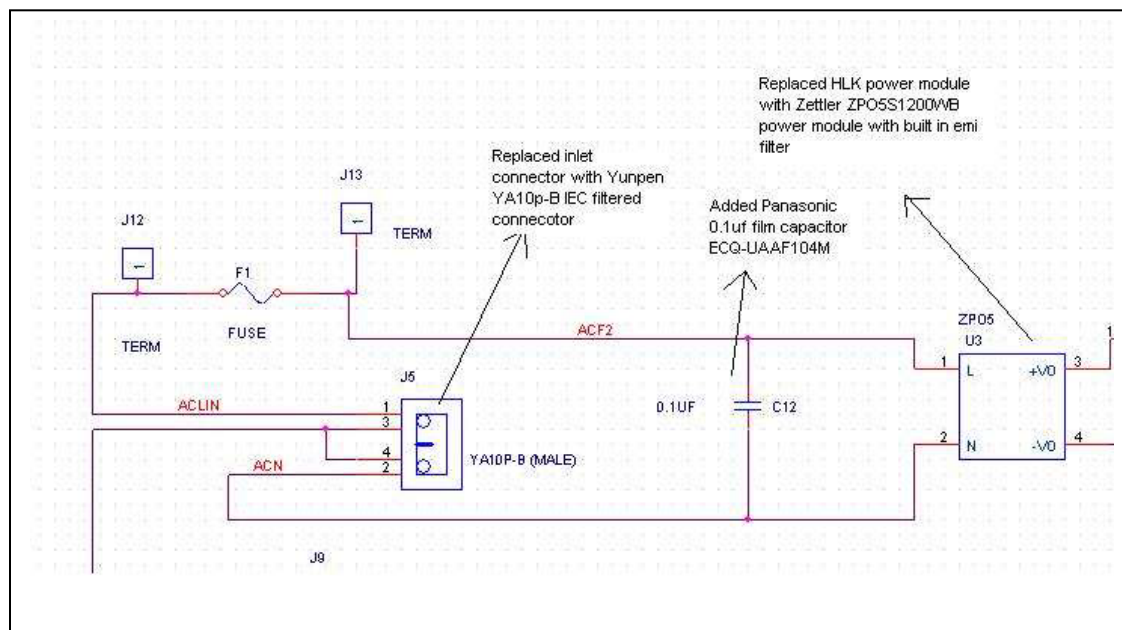 Replaced HLK power module
with Zettler ZPO5S1200WB
power module with built in emi
filter
Replaced inlet
connector with Yunpen
YA10p-B IEC filtered
connecotor
Added Panasonic
0.1uf film capacitor
ECQ-UAAF104M
J13
1
TERM
J12
1
TERM
F1
FUSE
ACF2
ZP05
U3
1 L +VO 3
2 N -VO 4
1
J5
ACLIN
1
3
4
2
ACN
YA10P-B (MALE)
0.1UF
C12
J9